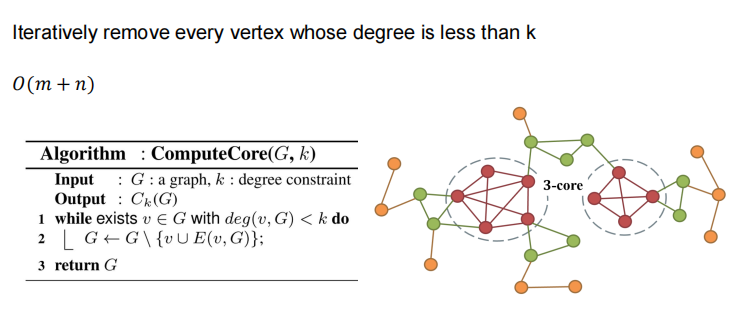 Iteratively remove every vertex whose degree is less than k
O(m + n)
Algorithm : ComputeCore(G, k)
Input : G : a graph, k : degree constraint
Output : Ck(G)
1 while exists v ∈ G with deg(v, G) < k do
2 G ← G \ {v ∪ E(v, G)};
3 return G
3-core